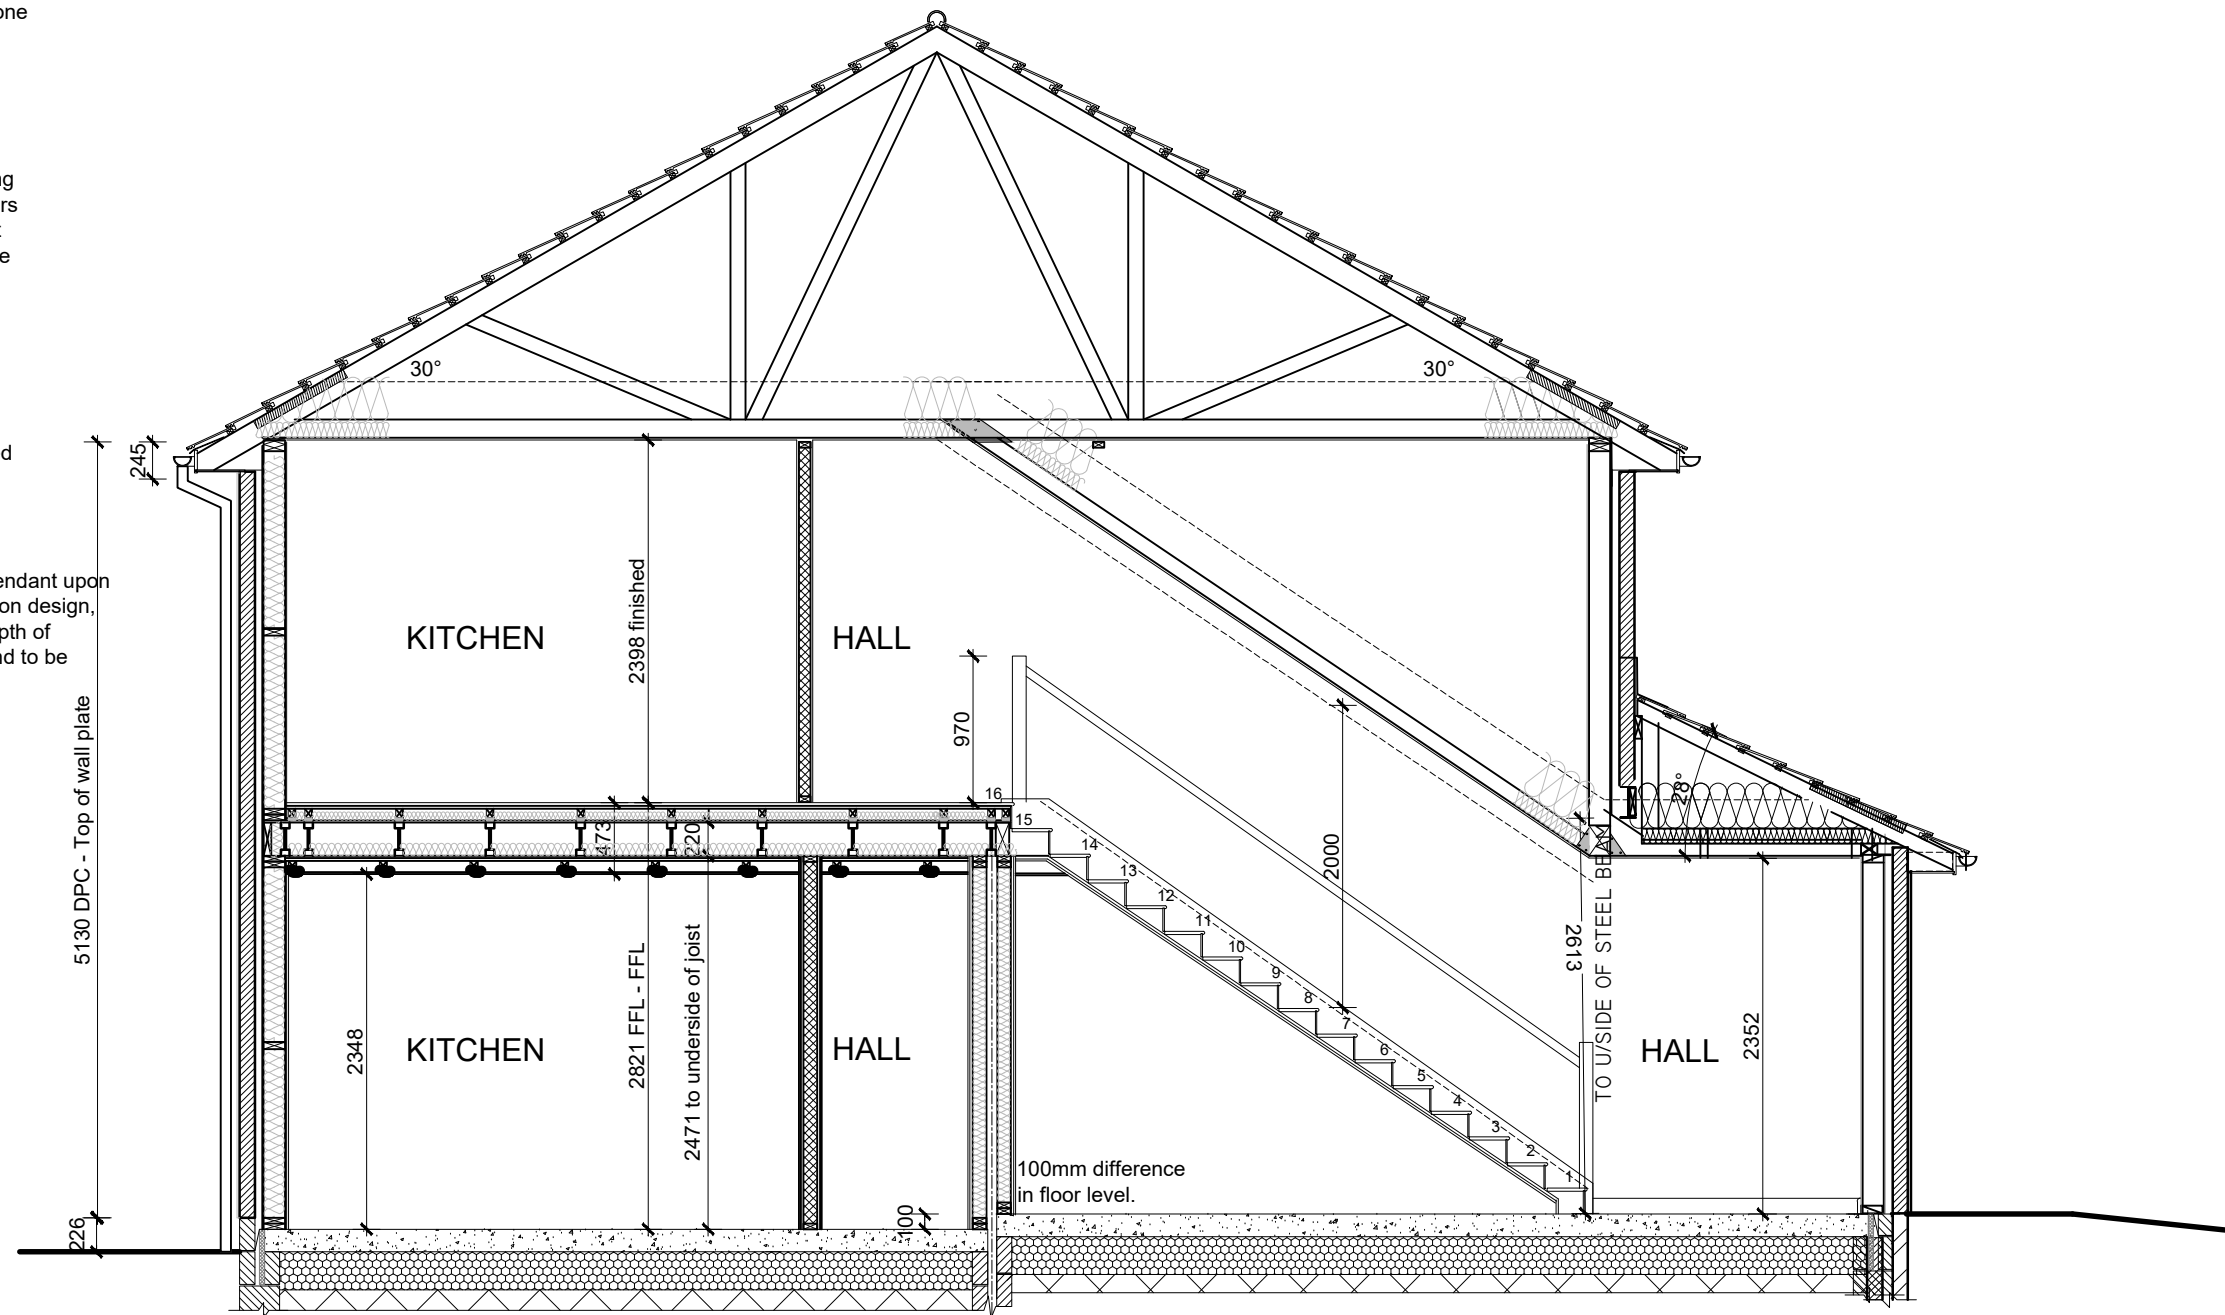 one
ng
rs
t
e
d
endant upon
on design,
pth of
nd to be
30°
30°
245
5130 DPC - Top of wall plate
226
KITCHEN
2398 finished
HALL
970
16
15
14
13
12
11
10
9
8
7
6
5
4
3
2
1
2000
28°
473
220
2613
TO U/SIDE OF STEEL BEA
2348
KITCHEN
2821 FFL - FFL
2471 to underside of joist
HALL
HALL
2352
100
100mm difference
in floor level.